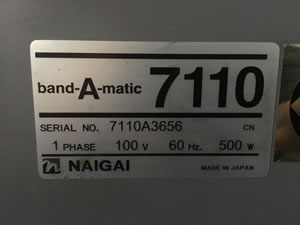 band-A-matic 7110
SERIAL NO. 7110A3656 CN
1 PHASE 100 V 60 Hz. 500 W
n NAIGAI MADE IN JAPAN